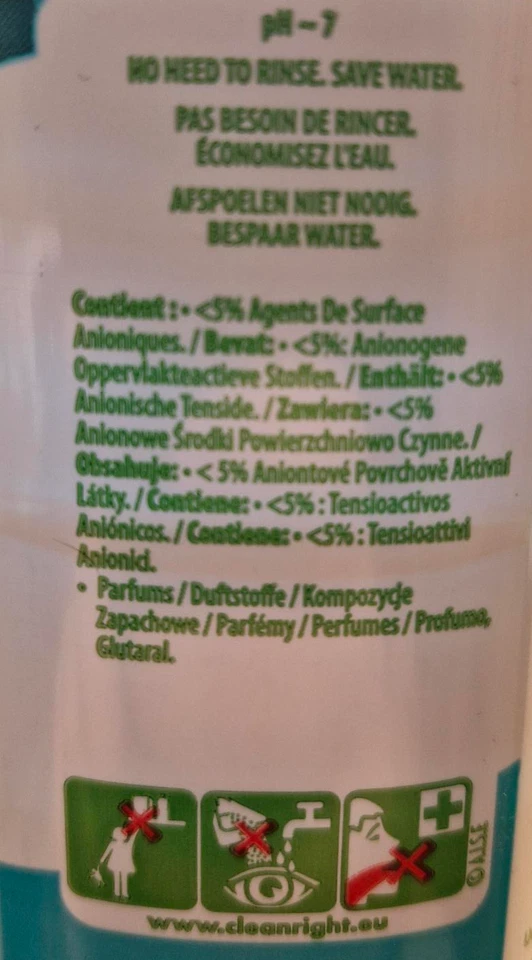 pH ~ 7
NO NEED TO RINSE. SAVE WATER.
PAS BESOIN DE RINCER.
ÉCONOMISEZ L'EAU.
AFSPOELEN NIET NODIG.
BESPAAR WATER.
Contient : • <5% Agents De Surface
Anioniques. / Bevat: • <5%: Anionogene
Oppervlakteactieve Stoffen. / Enthält: • <5%
Anionische Tenside. / Zawiera: • <5%
Anionowe Środki Powierzchniowo Czynne. /
Obsahuje: • < 5% Aniontové Povrchově Aktivní
Látky. / Contiene: • <5% : Tensioactivos
Aniónicos. / Contiene: • <5% : Tensioattivi
Anionici.
• Parfums / Duftstoffe / Kompozycje
Zapachowe / Parfémy / Perfumes / Profumo,
Glutaral.
©AISE
www.cleanright.eu